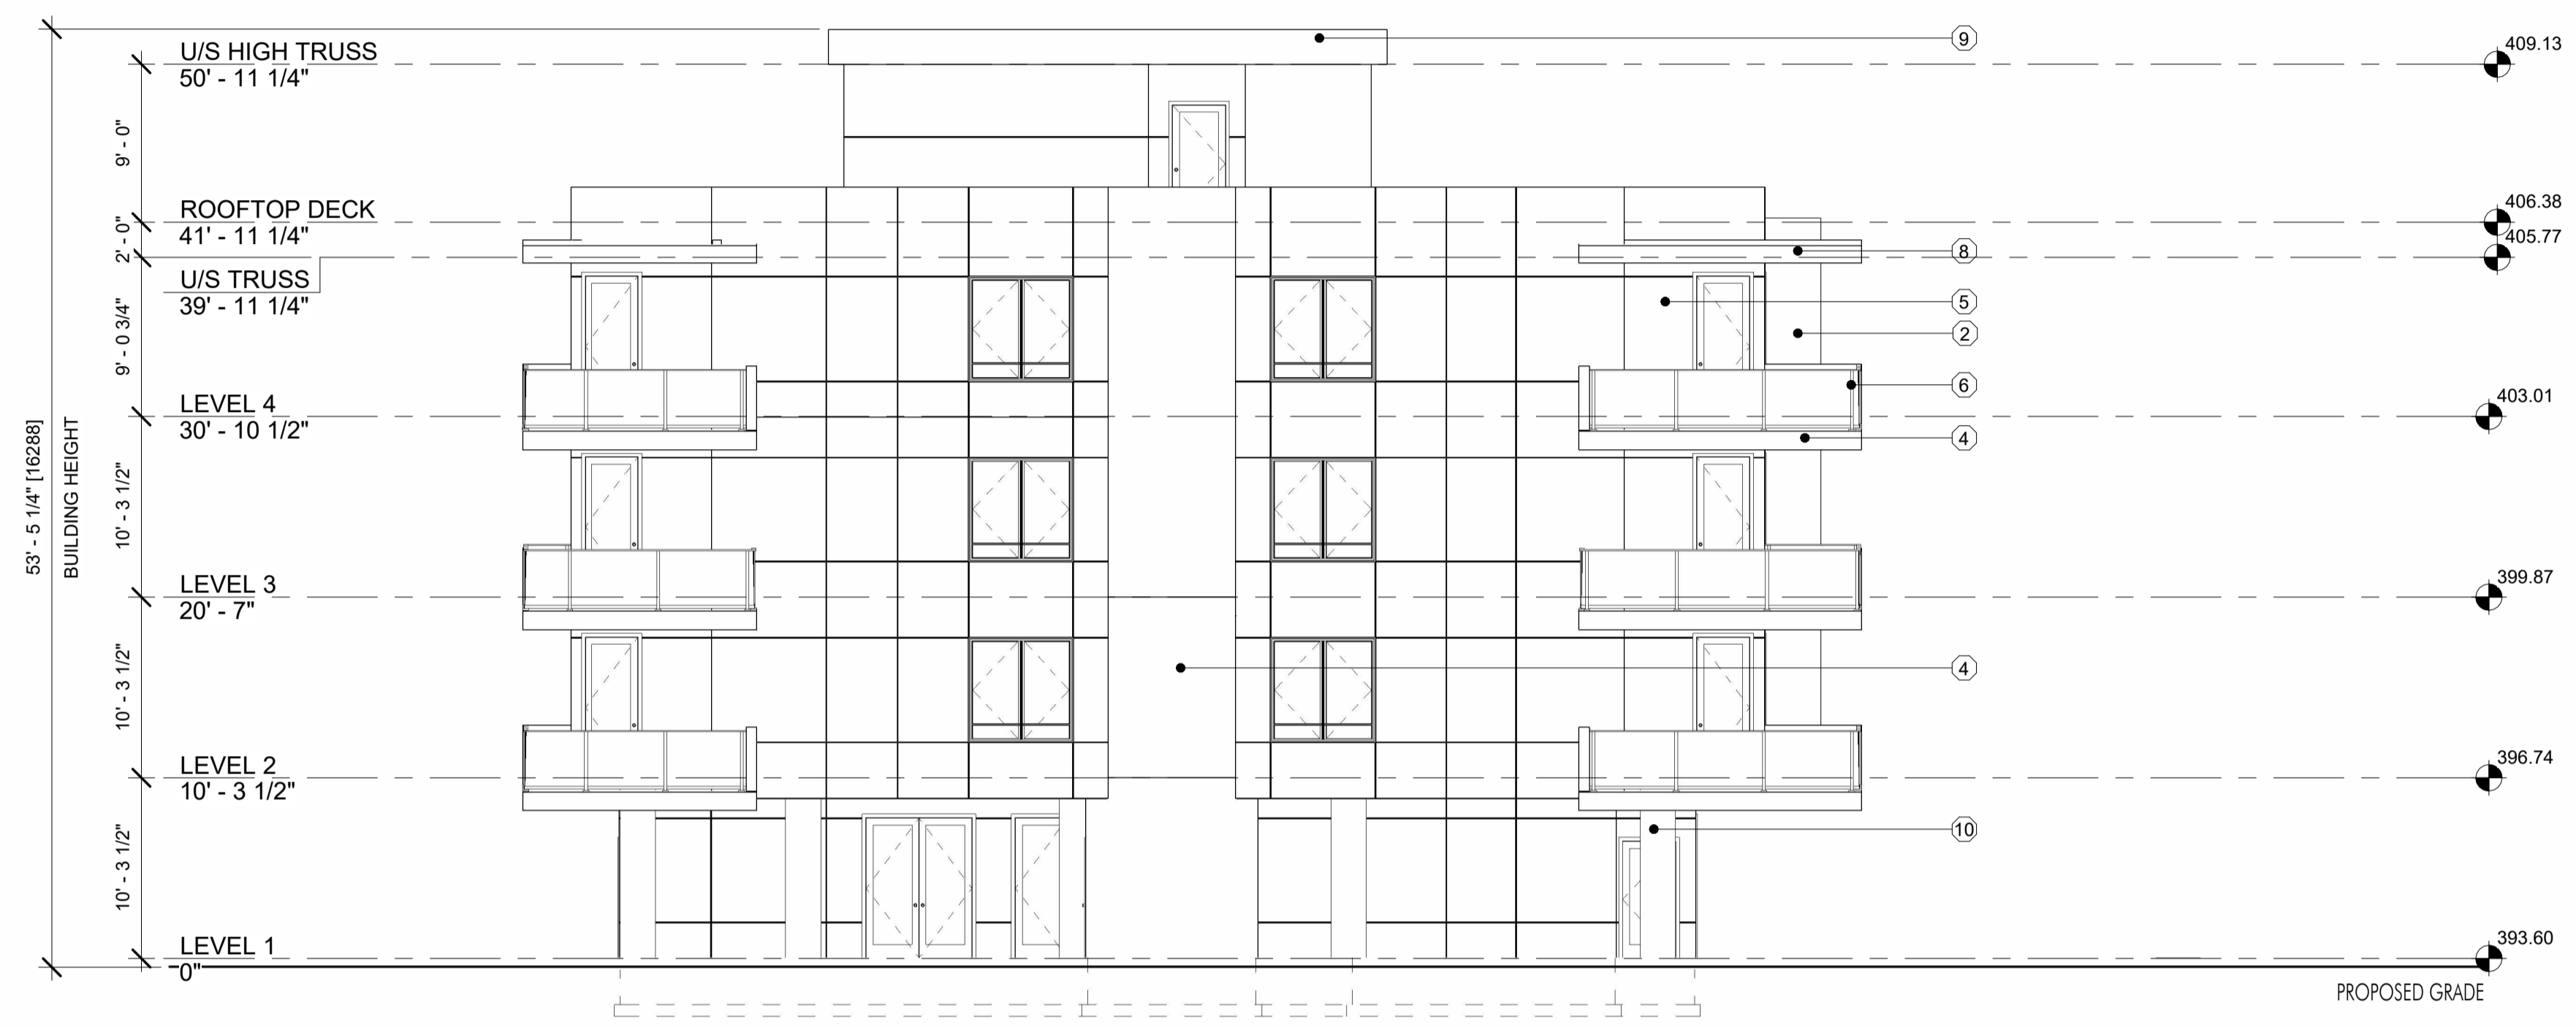 U/S HIGH TRUSS
50' - 11 1/4"
9
409.13
9' - 0"
ROOFTOP DECK
41' - 11 1/4"
406.38
2' - 0"
U/S TRUSS
39' - 11 1/4"
8
405.77
5
9' - 0 3/4"
2
6
LEVEL 4
30' - 10 1/2"
403.01
4
53' - 5 1/4" [16288]
BUILDING HEIGHT
10' - 3 1/2"
LEVEL 3
20' - 7"
399.87
10' - 3 1/2"
4
LEVEL 2
10' - 3 1/2"
396.74
10' - 3 1/2"
10
LEVEL 1
0"
393.60
PROPOSED GRADE